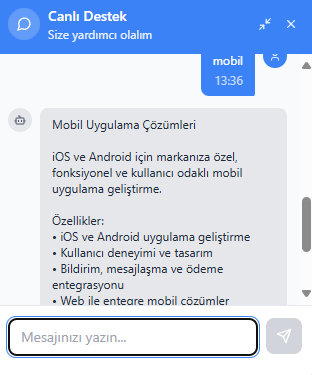 Canlı Destek
Size yardımcı olalım
mobil
13:36
Mobil Uygulama Çözümleri
iOS ve Android için markanıza özel,
fonksiyonel ve kullanıcı odaklı mobil
uygulama geliştirme.
Özellikler:
• iOS ve Android uygulama geliştirme
• Kullanıcı deneyimi ve tasarım
• Bildirim, mesajlaşma ve ödeme
entegrasyonu
• Web ile entegre mobil çözümler
Mesajınızı yazın...